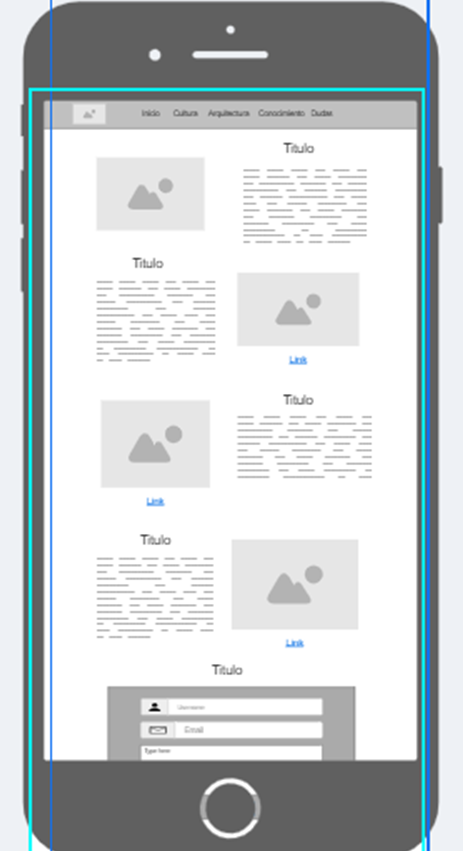 Inicio Cultura Arquitectura Conocimiento Dudas
Titulo
Titulo
Link
Titulo
Link
Titulo
Link
Titulo
Username
Email
Type here